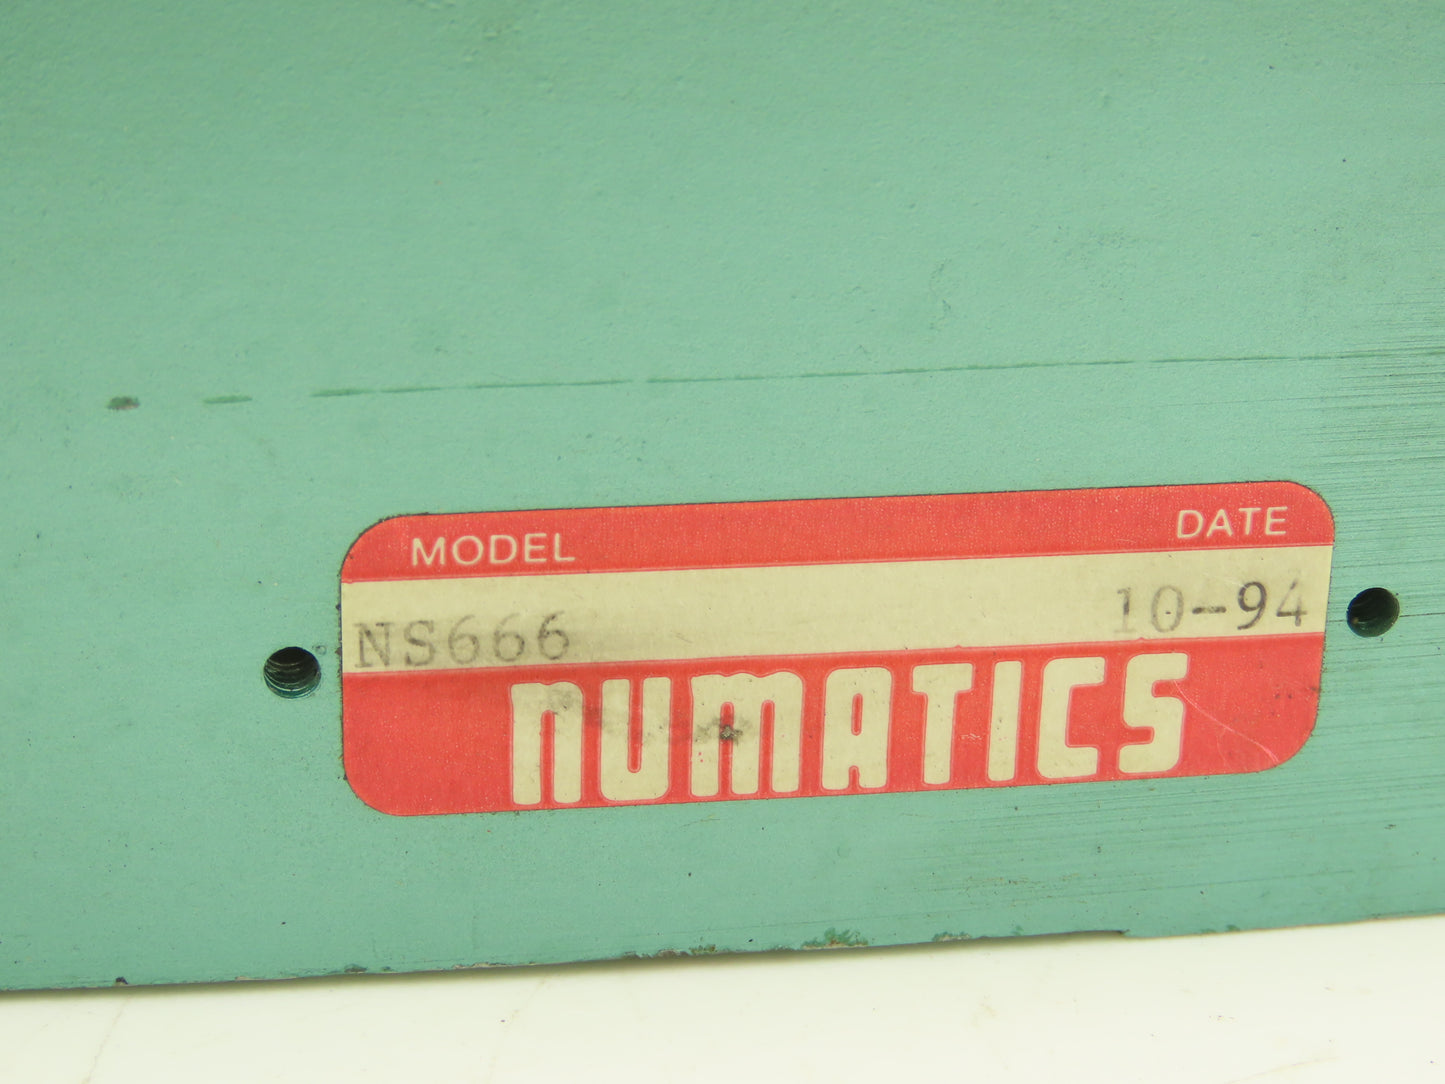 MODEL DATE
NS666 10-94
NUMATICS